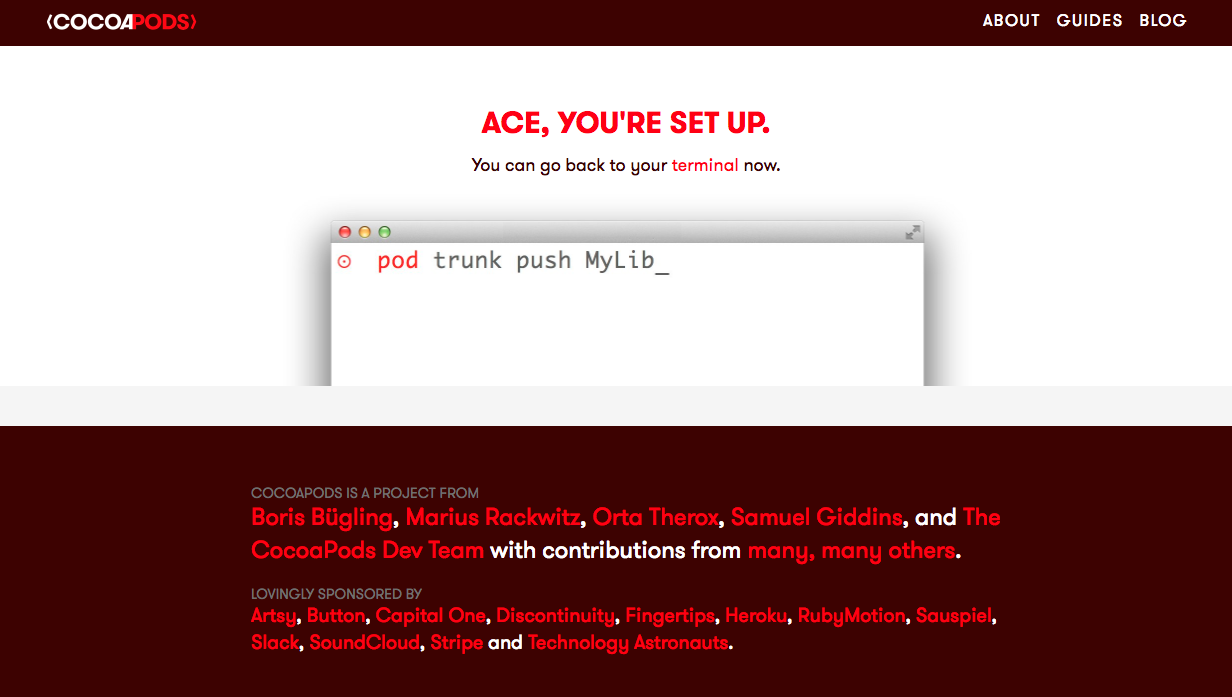 ⟨COCOAPODS⟩
ABOUT GUIDES BLOG
ACE, YOU'RE SET UP.
You can go back to your terminal now.
pod trunk push MyLib_
COCOAPODS IS A PROJECT FROM
Boris Bügling, Marius Rackwitz, Orta Therox, Samuel Giddins, and The
CocoaPods Dev Team with contributions from many, many others.
LOVINGLY SPONSORED BY
Artsy, Button, Capital One, Discontinuity, Fingertips, Heroku, RubyMotion, Sauspiel,
Slack, SoundCloud, Stripe and Technology Astronauts.